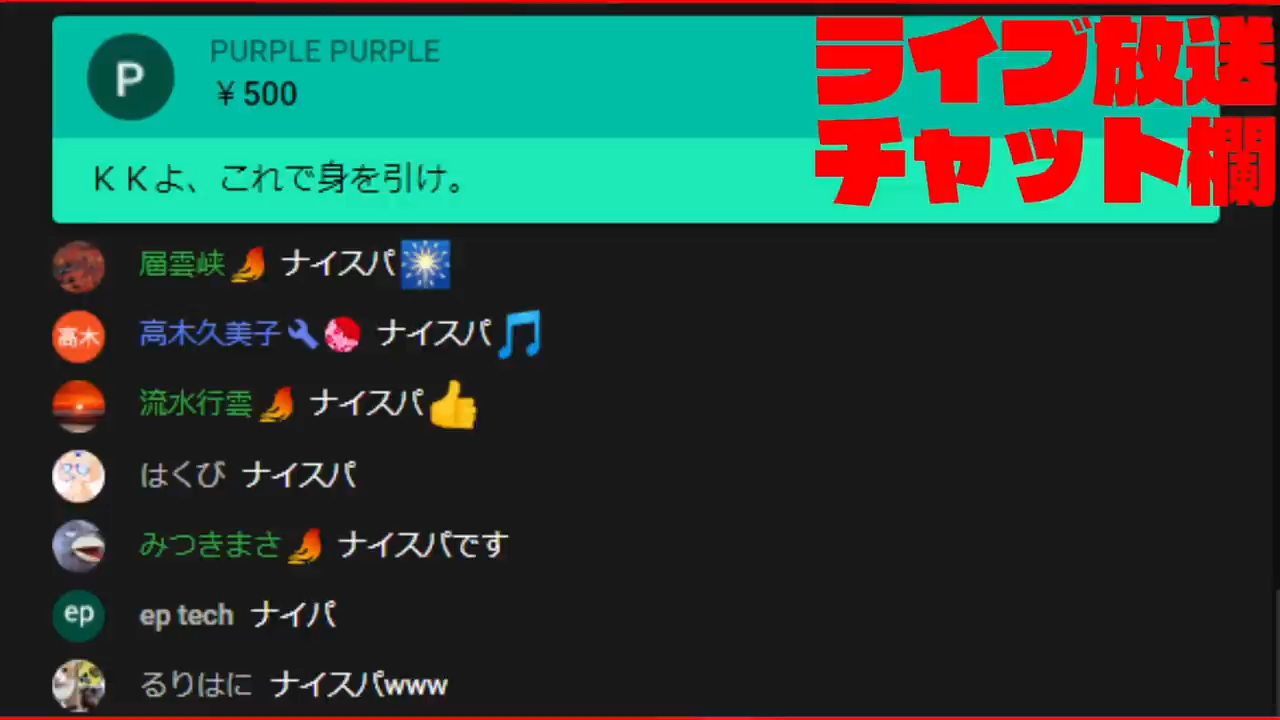 ライブ放送
チャット欄
P
PURPLE PURPLE
￥500
ＫＫよ、これで身を引け。
層雲峡 ナイスパ
高木 高木久美子 ナイスパ
流水行雲 ナイスパ
はくび ナイスパ
みつきまさ ナイスパです
ep ep tech ナイパ
るりはに ナイスパwww